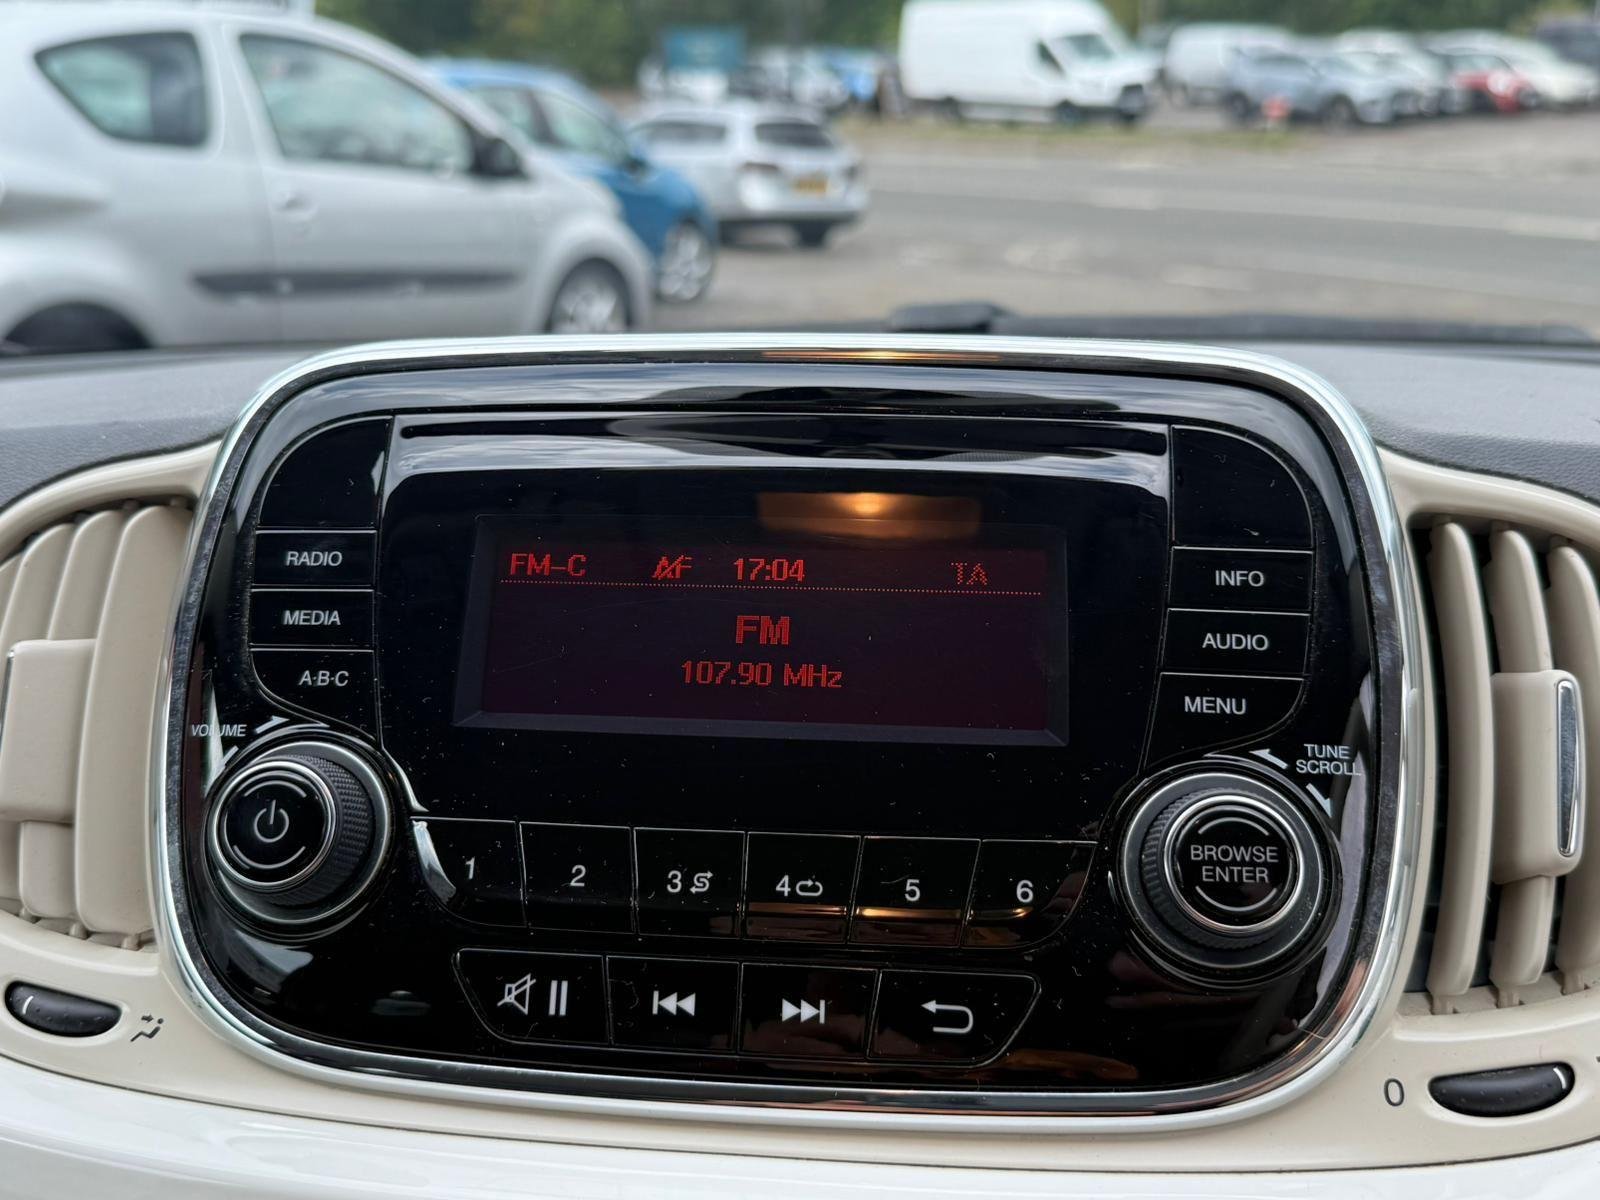 FM-C AF 17:04 TA
FM
107.90 MHz
RADIO
MEDIA
A·B·C
VOLUME
INFO
AUDIO
MENU
TUNE
SCROLL
BROWSE
ENTER
1 2 3 4 5 6
0